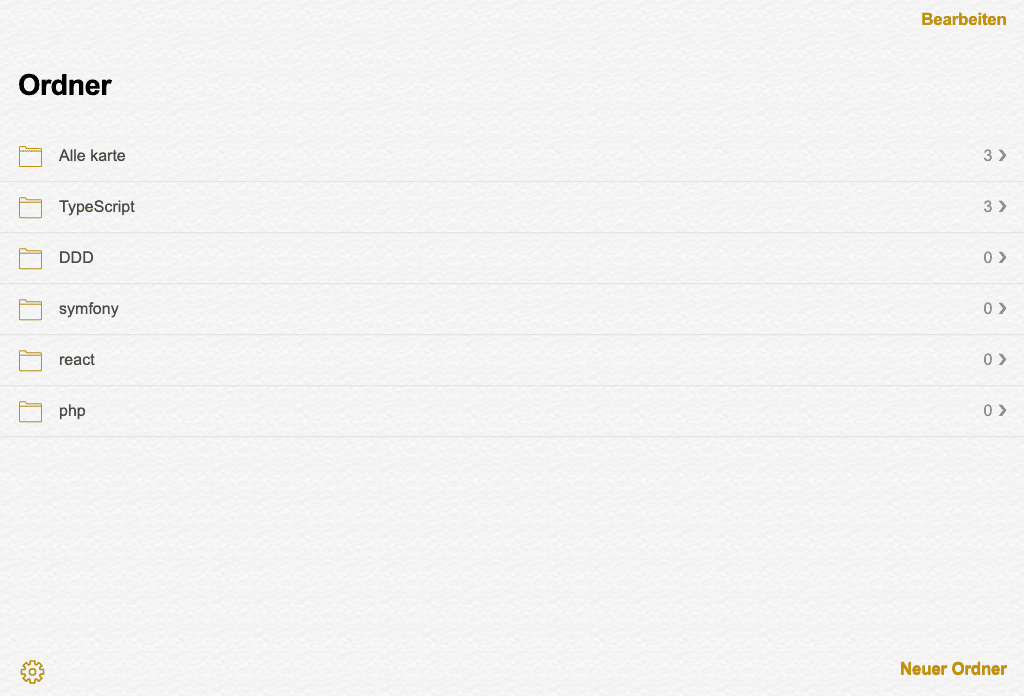 Bearbeiten
Ordner
Alle karte 3
TypeScript 3
DDD 0
symfony 0
react 0
php 0
Neuer Ordner